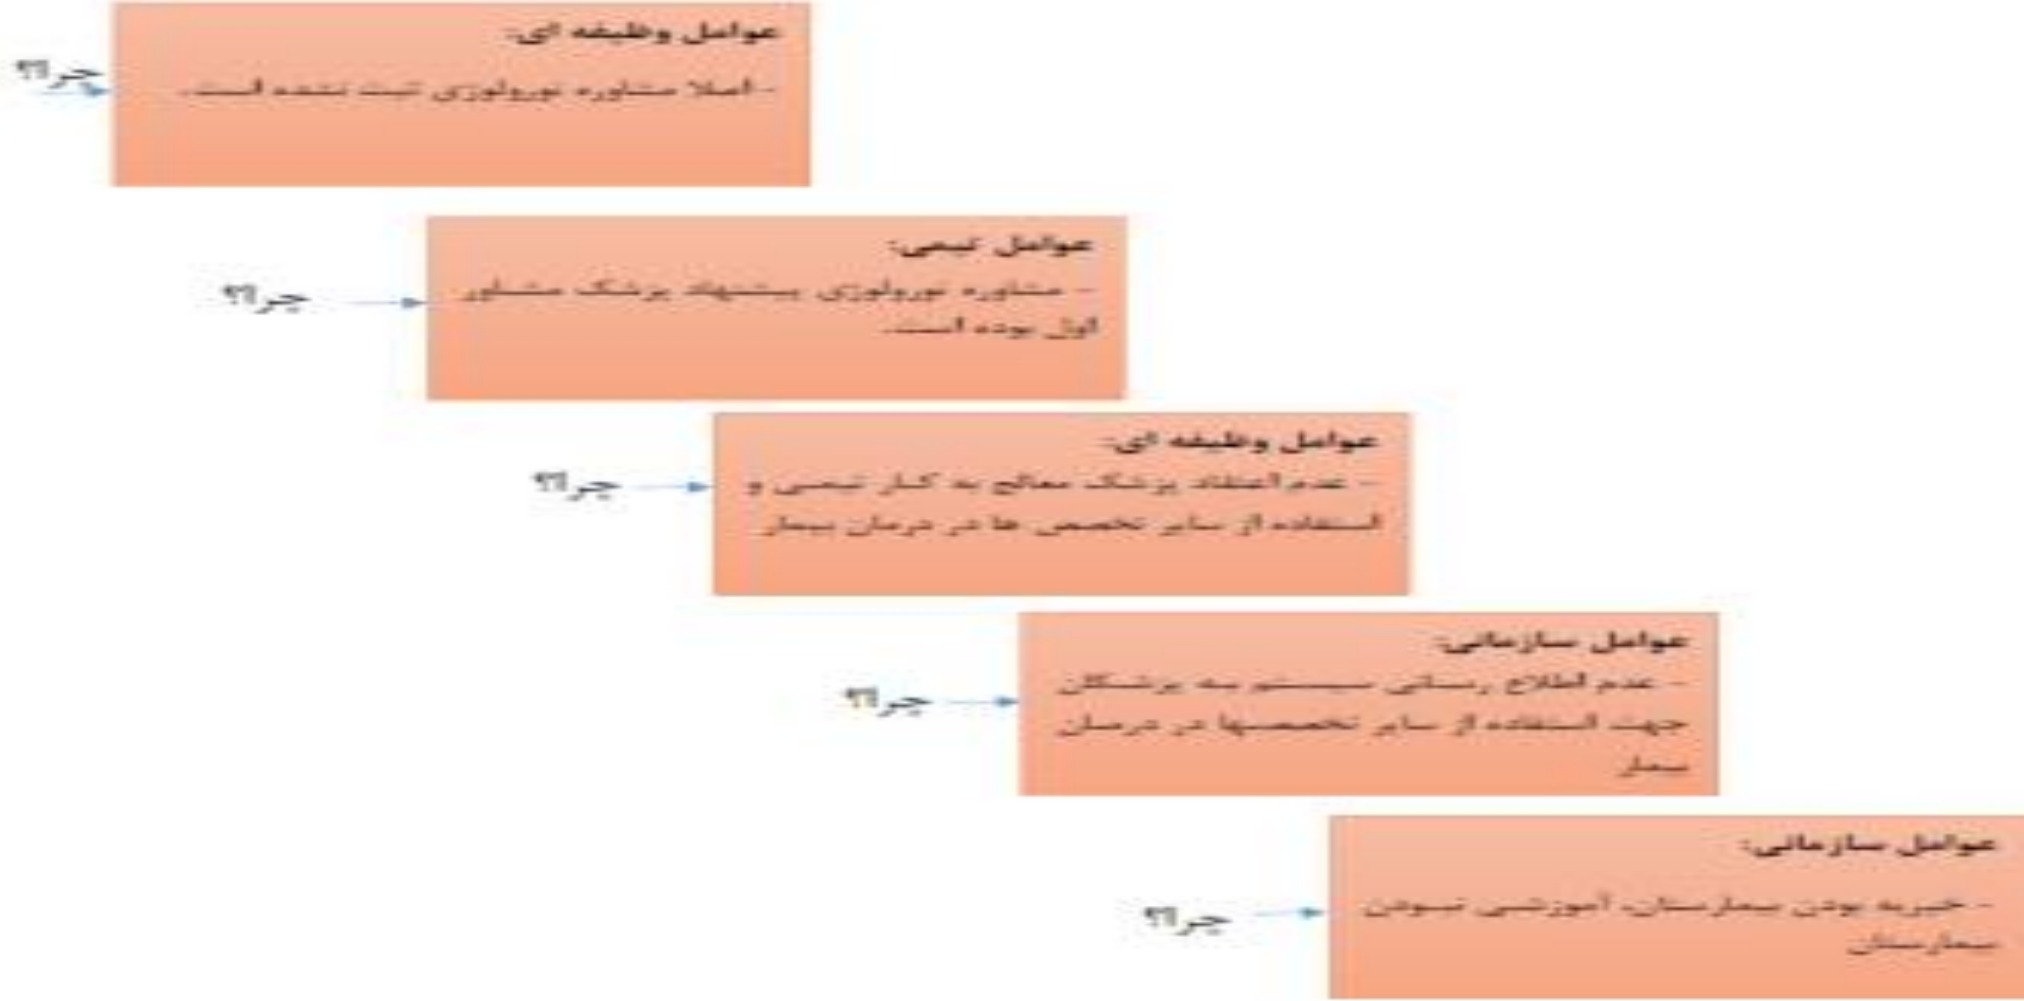 عوامل وظیفه ای:
چرا؟؟
- اصلا مشاوره نورولوژی ثبت نشده است.
عوامل تیمی:
چرا؟؟
- مشاوره نورولوژی پیشنهاد پزشک مشاور
اول بوده است.
عوامل وظیفه ای:
چرا؟؟
- عدم اعتقاد پزشک معالج به کار تیمی و
استفاده از سایر تخصص ها در درمان بیمار
عوامل سازمانی:
چرا؟؟
- عدم اطلاع رسانی سیستم به پزشکان
جهت استفاده از سایر تخصصها در درمان
بیمار
عوامل سازمانی:
چرا؟؟
- خیریه بودن بیمارستان، آموزشی نبودن
بیمارستان